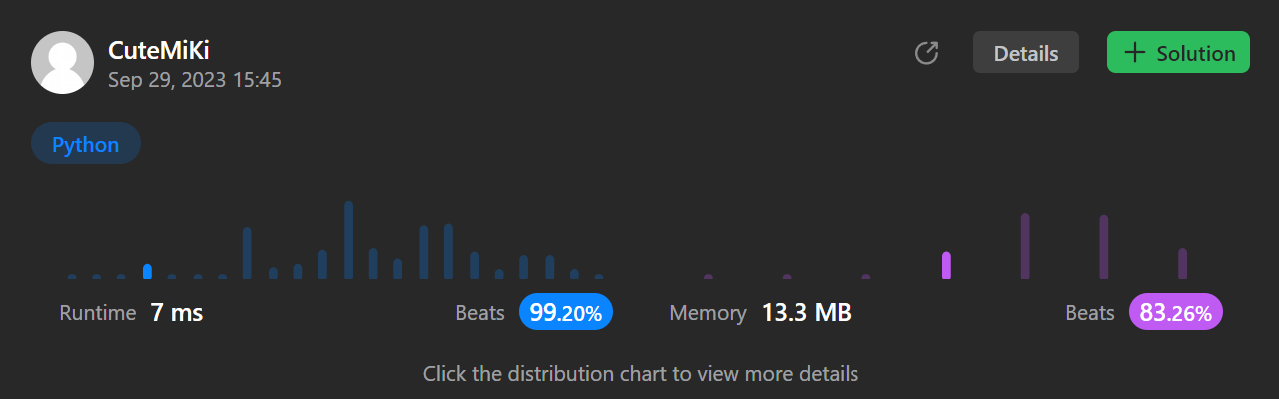 CuteMiKi
Sep 29, 2023 15:45
Details
+ Solution
Python
Runtime 7 ms
Beats 99.20%
Memory 13.3 MB
Beats 83.26%
Click the distribution chart to view more details